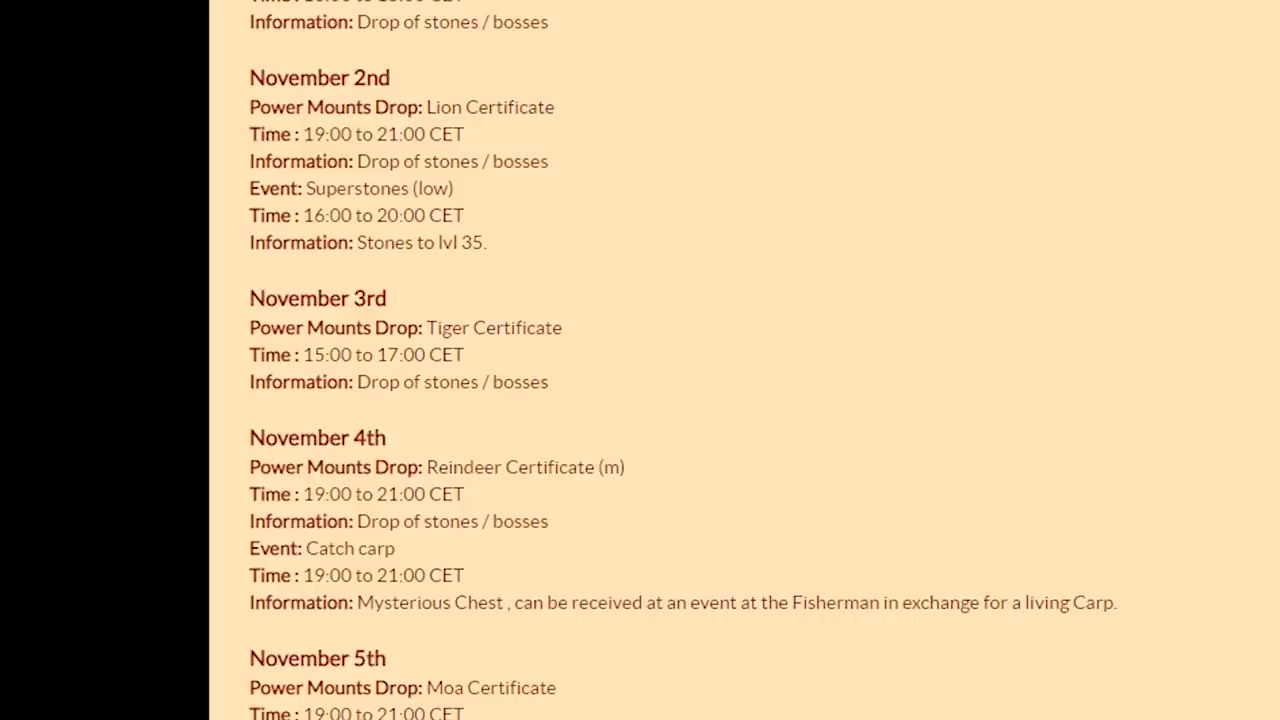 Information: Drop of stones / bosses
November 2nd
Power Mounts Drop: Lion Certificate
Time : 19:00 to 21:00 CET
Information: Drop of stones / bosses
Event: Superstones (low)
Time : 16:00 to 20:00 CET
Information: Stones to lvl 35.
November 3rd
Power Mounts Drop: Tiger Certificate
Time : 15:00 to 17:00 CET
Information: Drop of stones / bosses
November 4th
Power Mounts Drop: Reindeer Certificate (m)
Time : 19:00 to 21:00 CET
Information: Drop of stones / bosses
Event: Catch carp
Time : 19:00 to 21:00 CET
Information: Mysterious Chest , can be received at an event at the Fisherman in exchange for a living Carp.
November 5th
Power Mounts Drop: Moa Certificate
Time : 19:00 to 21:00 CET